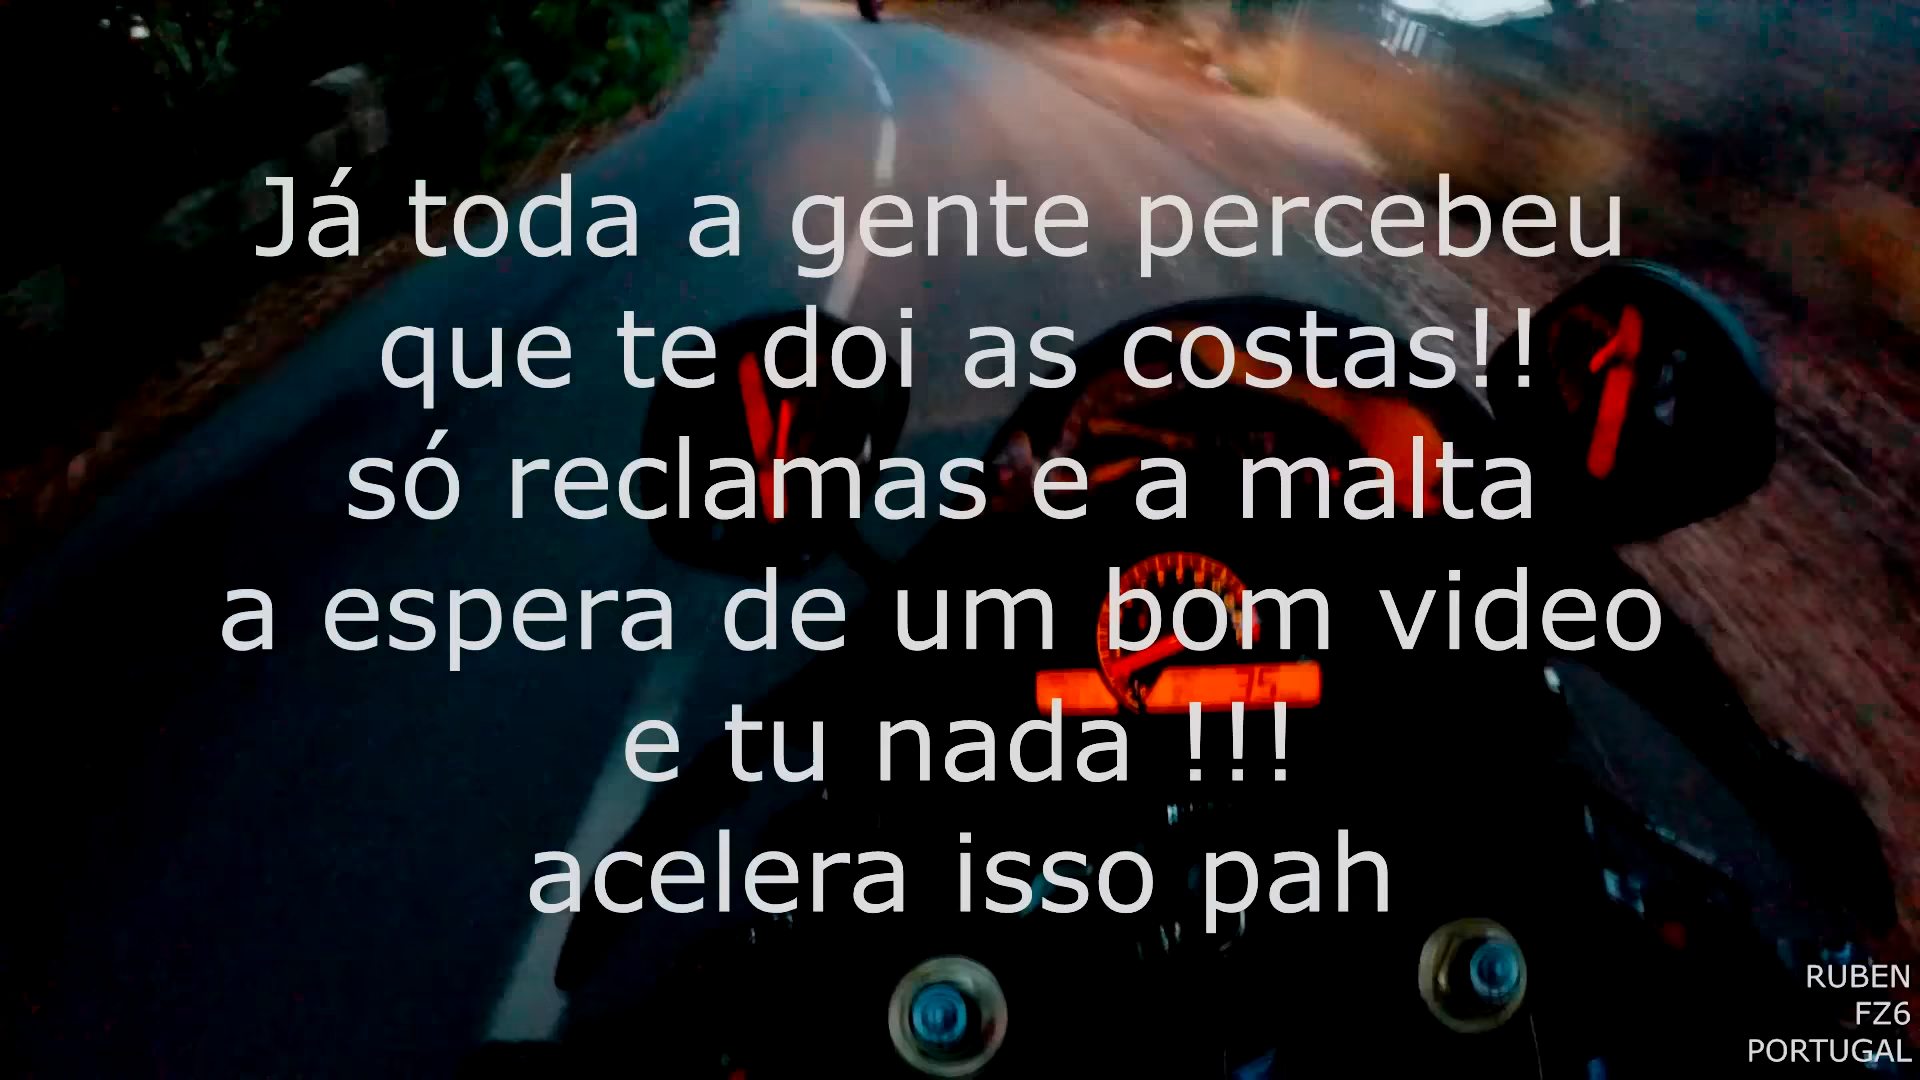 Já toda a gente percebeu
que te doi as costas!!
só reclamas e a malta
a espera de um bom video
e tu nada !!!
acelera isso pah
35
RUBEN
FZ6
PORTUGAL